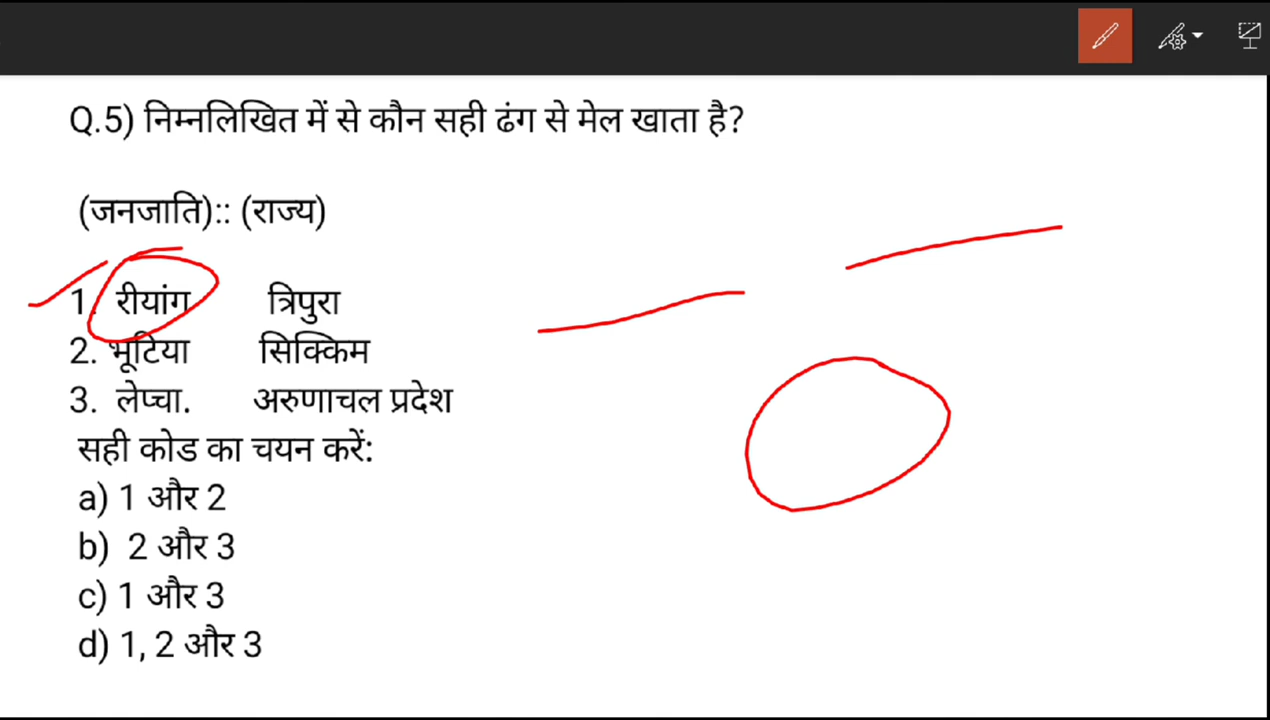 Q.5) निम्नलिखित में से कौन सही ढंग से मेल खाता है?
(जनजाति):: (राज्य)
1. रीयांग त्रिपुरा
2. भूटिया सिक्किम
3. लेप्चा. अरुणाचल प्रदेश
सही कोड का चयन करें:
a) 1 और 2
b) 2 और 3
c) 1 और 3
d) 1, 2 और 3